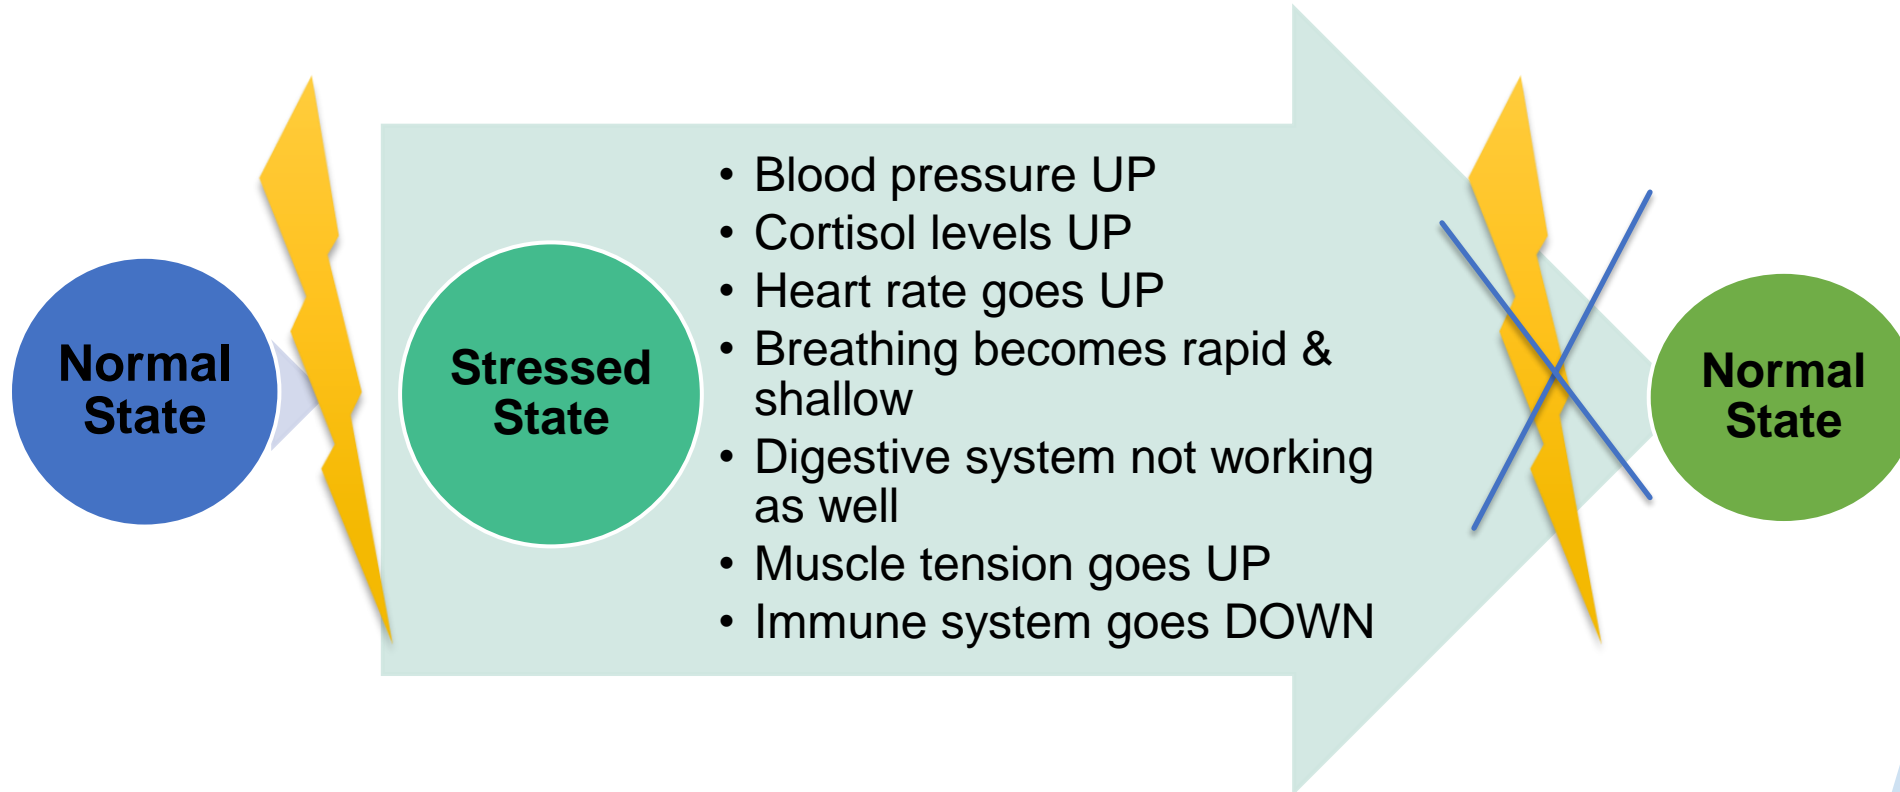 Normal
State
Stressed
State
• Blood pressure UP
• Cortisol levels UP
• Heart rate goes UP
• Breathing becomes rapid &
shallow
• Digestive system not working
as well
• Muscle tension goes UP
• Immune system goes DOWN
Normal
State